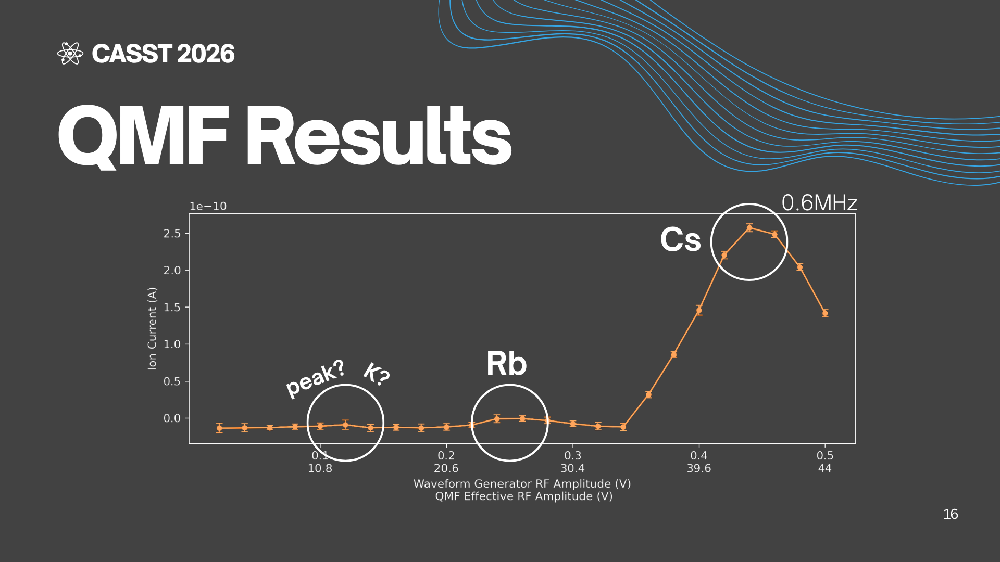 CASST 2026
QMF Results
0.6MHz
1e−10
2.5
2.0
1.5
1.0
0.5
0.0
Ion Current (A)
Cs
Rb
peak? K?
0.1 0.2 0.3 0.4 0.5
10.8 20.6 30.4 39.6 44
Waveform Generator RF Amplitude (V)
QMF Effective RF Amplitude (V)
16